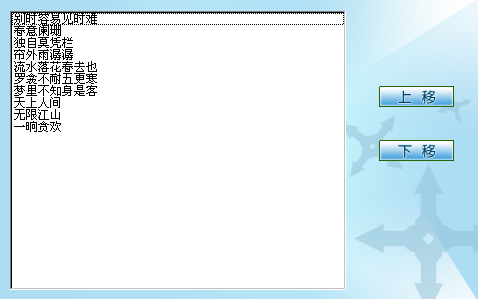 别时容易见时难
春意阑珊
独自莫凭栏
帘外雨潺潺
流水落花春去也
罗衾不耐五更寒
梦里不知身是客
天上人间
无限江山
一晌贪欢
上 移
下 移